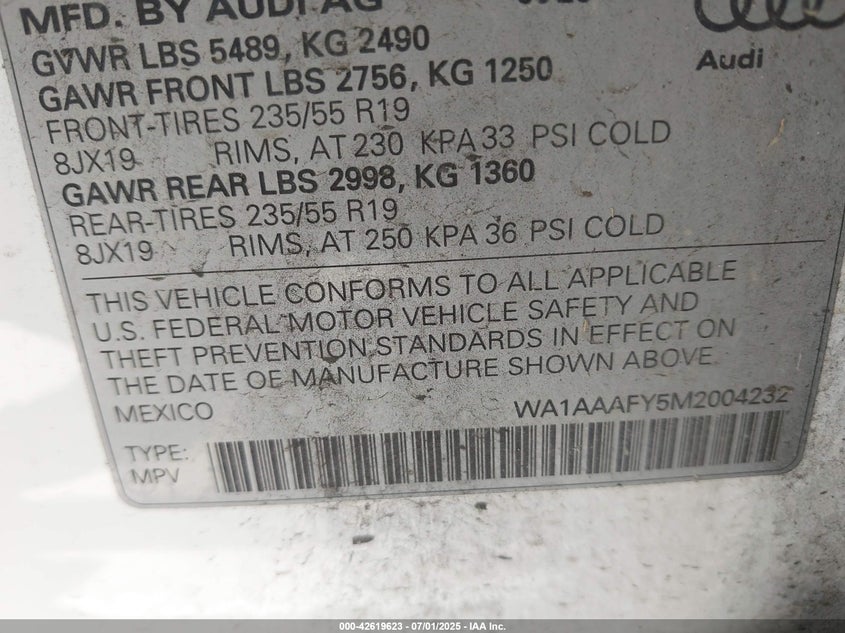 MFD. BY AUDI AG
GVWR LBS 5489, KG 2490
GAWR FRONT LBS 2756, KG 1250
FRONT-TIRES 235/55 R19
8JX19 RIMS, AT 230 KPA 33 PSI COLD
GAWR REAR LBS 2998, KG 1360
REAR-TIRES 235/55 R19
8JX19 RIMS, AT 250 KPA 36 PSI COLD
Audi
THIS VEHICLE CONFORMS TO ALL APPLICABLE
U.S. FEDERAL MOTOR VEHICLE SAFETY AND
THEFT PREVENTION STANDARDS IN EFFECT ON
THE DATE OF MANUFACTURE SHOWN ABOVE.
MEXICO WA1AAAFY5M2004232
TYPE:
MPV
000-42619623 - 07/01/2025 - IAA Inc.